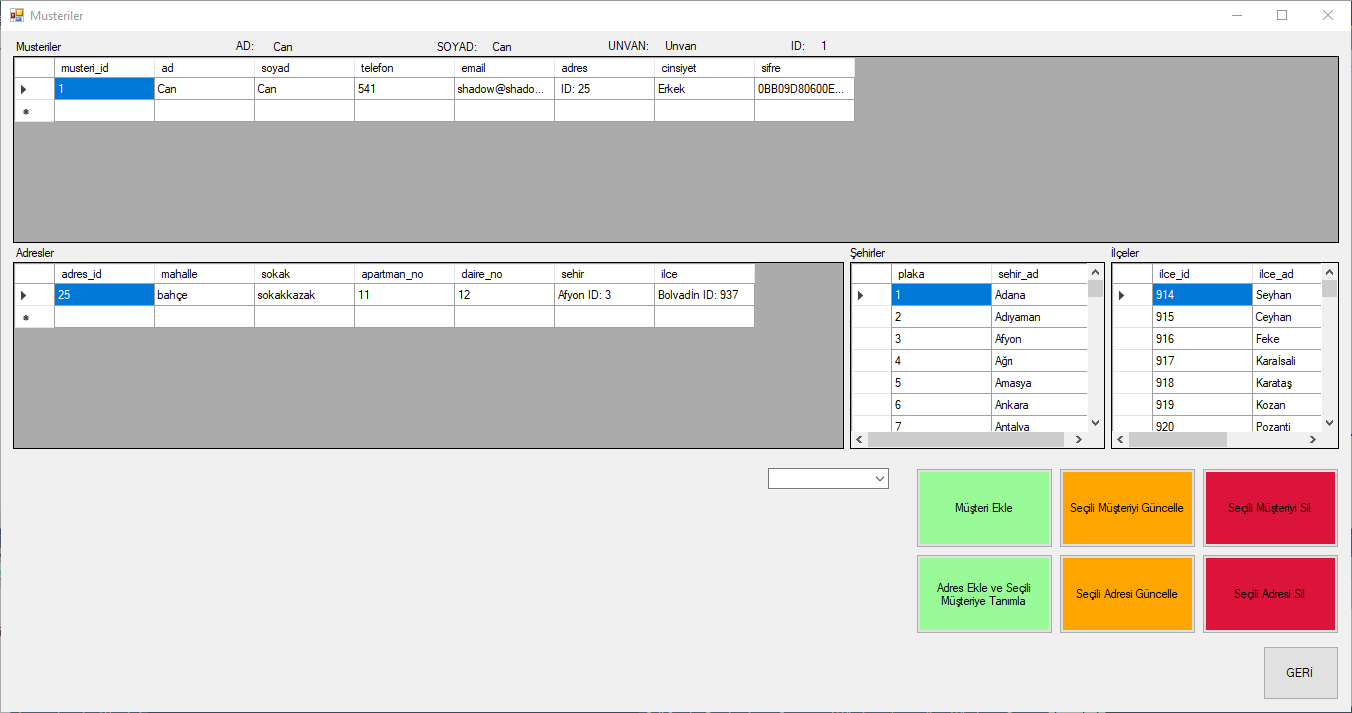 Musteriler
Musteriler AD: Can SOYAD: Can UNVAN: Unvan ID: 1
musteri_id ad soyad telefon email adres cinsiyet sifre
1 Can Can 541 shadow@shado... ID: 25 Erkek 0BB09D80600E...
Adresler
adres_id mahalle sokak apartman_no daire_no sehir ilce
25 bahçe sokakkazak 11 12 Afyon ID: 3 Bolvadin ID: 937
Şehirler
plaka sehir_ad
1 Adana
2 Adıyaman
3 Afyon
4 Ağrı
5 Amasya
6 Ankara
7 Antalya
İlçeler
ilce_id ilce_ad
914 Seyhan
915 Ceyhan
916 Feke
917 Karaİsali
918 Karataş
919 Kozan
920 Pozanti
Müşteri Ekle
Seçili Müşteriyi Güncelle
Seçili Müşteriyi Sil
Adres Ekle ve Seçili
Müşteriye Tanımla
Seçili Adresi Güncelle
Seçili Adresi Sil
GERİ